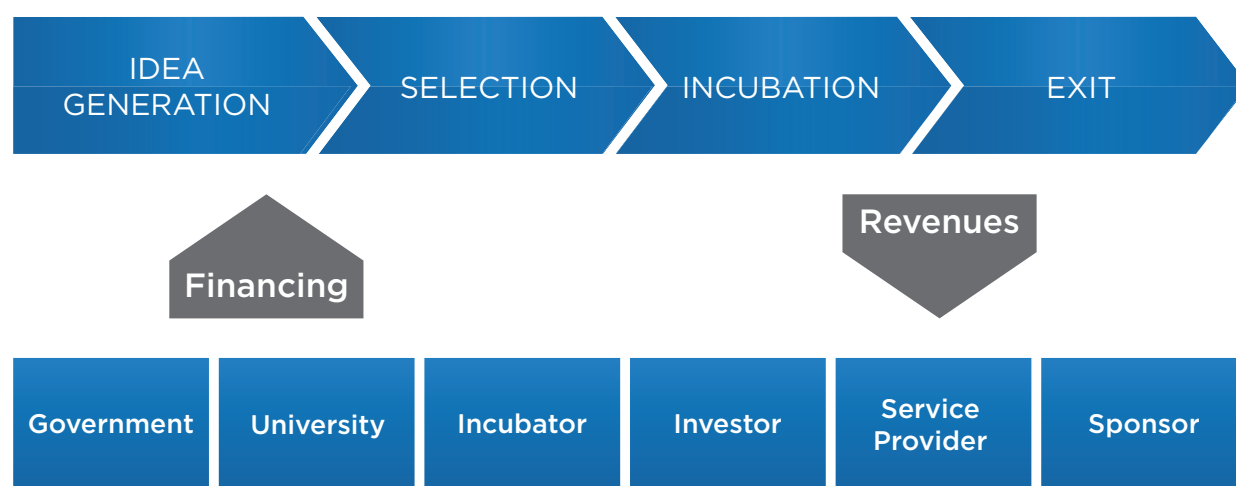 IDEA
GENERATION
SELECTION
INCUBATION
EXIT
Financing
Revenues
Government
University
Incubator
Investor
Service
Provider
Sponsor